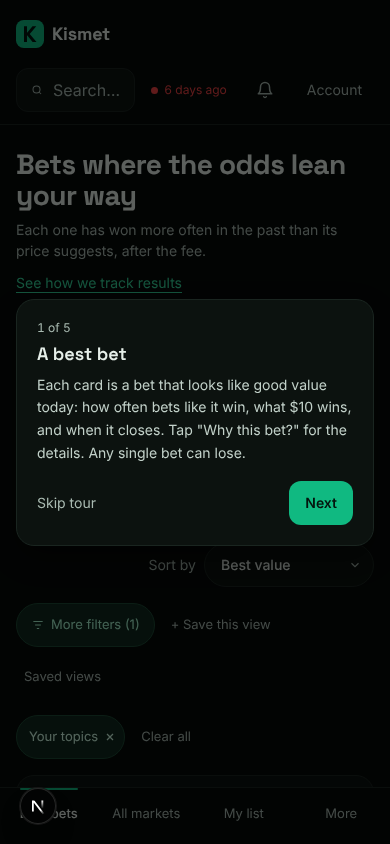 Kismet
Search...
6 days ago
Account
Bets where the odds lean
your way
Each one has won more often in the past than its
price suggests, after the fee.
See how we track results
1 of 5
A best bet
Each card is a bet that looks like good value
today: how often bets like it win, what $10 wins,
and when it closes. Tap "Why this bet?" for the
details. Any single bet can lose.
Skip tour
Next
Sort by
Best value
More filters (1)
+ Save this view
Saved views
Your topics ×
Clear all
bets
All markets
My list
More